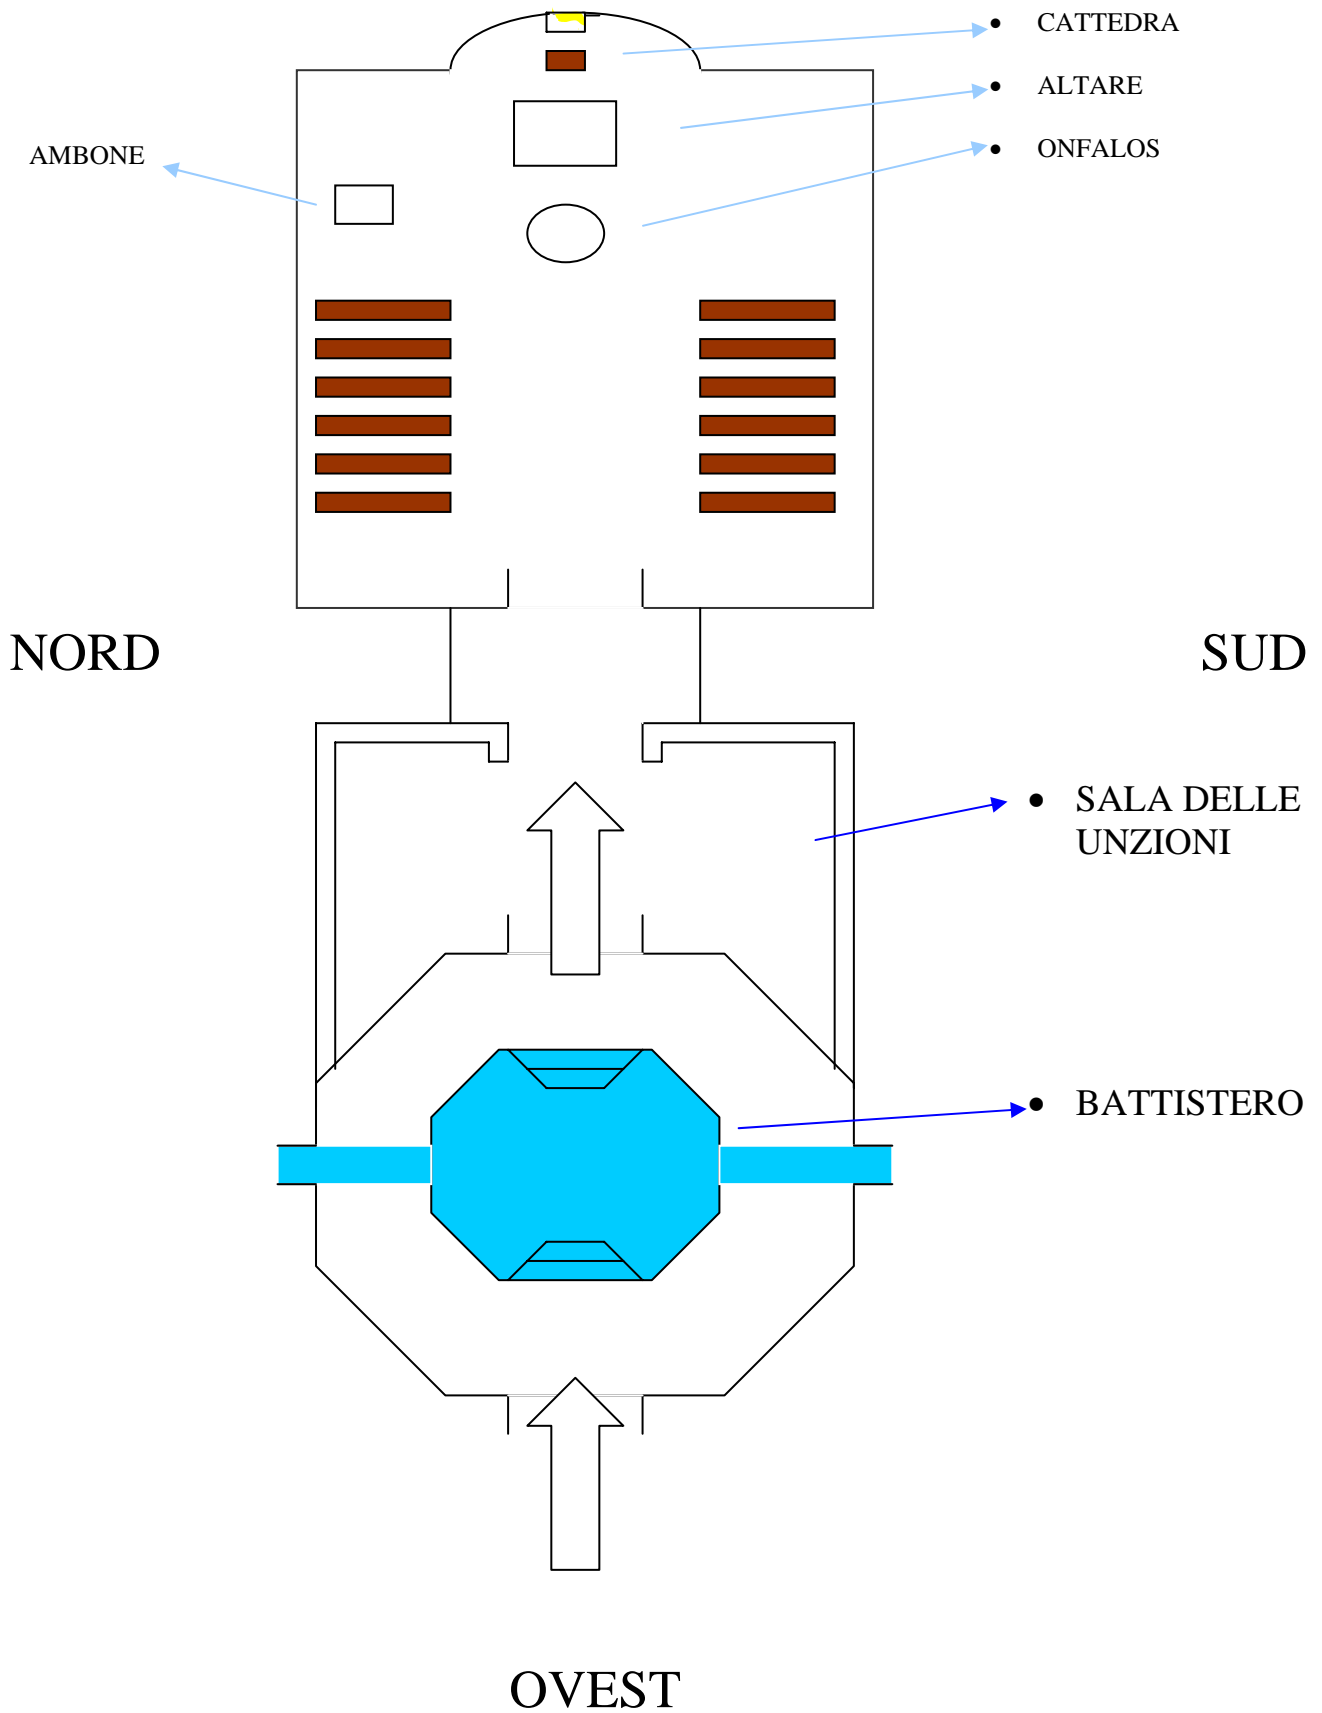 • CATTEDRA
• ALTARE
AMBONE
• ONFALOS
NORD
SUD
• SALA DELLE
UNZIONI
• BATTISTERO
OVEST